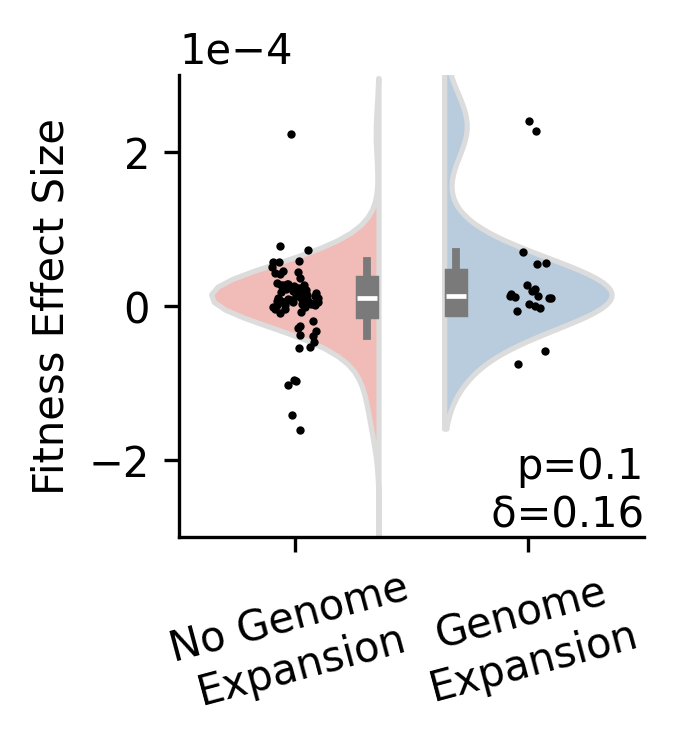 1e−4
Fitness Effect Size
2
0
−2
p=0.1
δ=0.16
No Genome
Expansion
Genome
Expansion